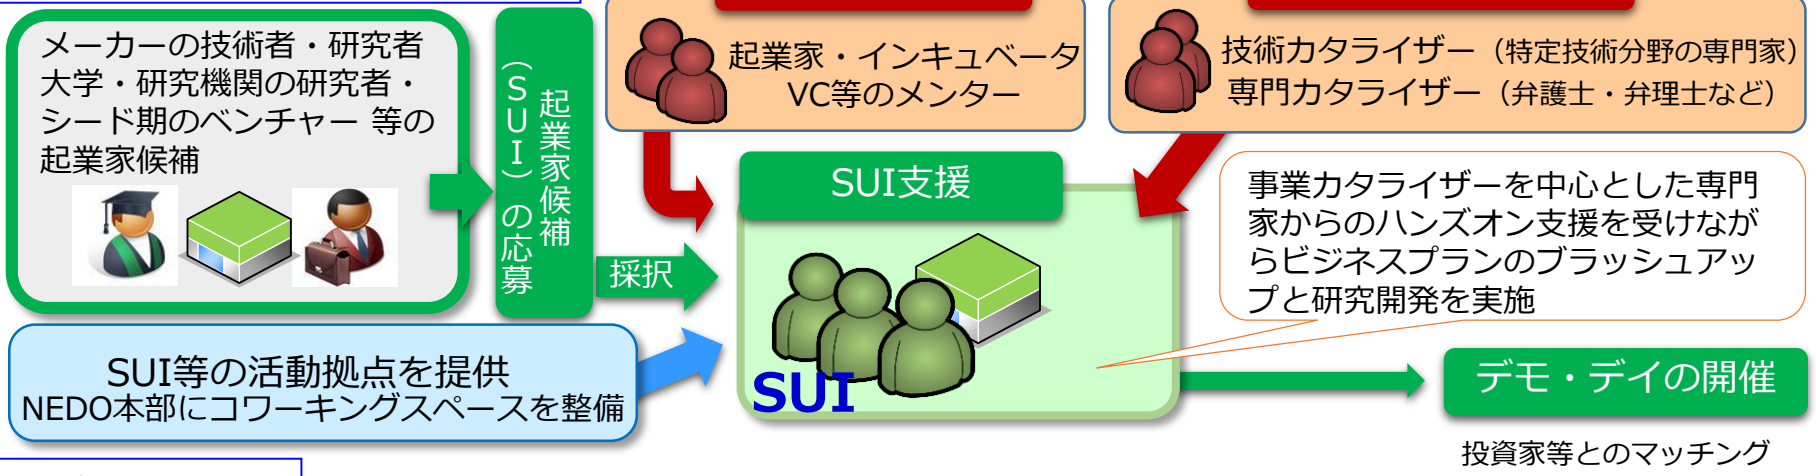 メーカーの技術者・研究者
大学・研究機関の研究者・
シード期のベンチャー 等の
起業家候補
起業家候補
（SUI）の応募
起業家・インキュベータ
VC等のメンター
技術カタライザー（特定技術分野の専門家）
専門カタライザー（弁護士・弁理士など）
SUI支援
事業カタライザーを中心とした専門
家からのハンズオン支援を受けなが
らビジネスプランのブラッシュアッ
プと研究開発を実施
採択
SUI
SUI等の活動拠点を提供
NEDO本部にコワーキングスペースを整備
デモ・デイの開催
投資家等とのマッチング